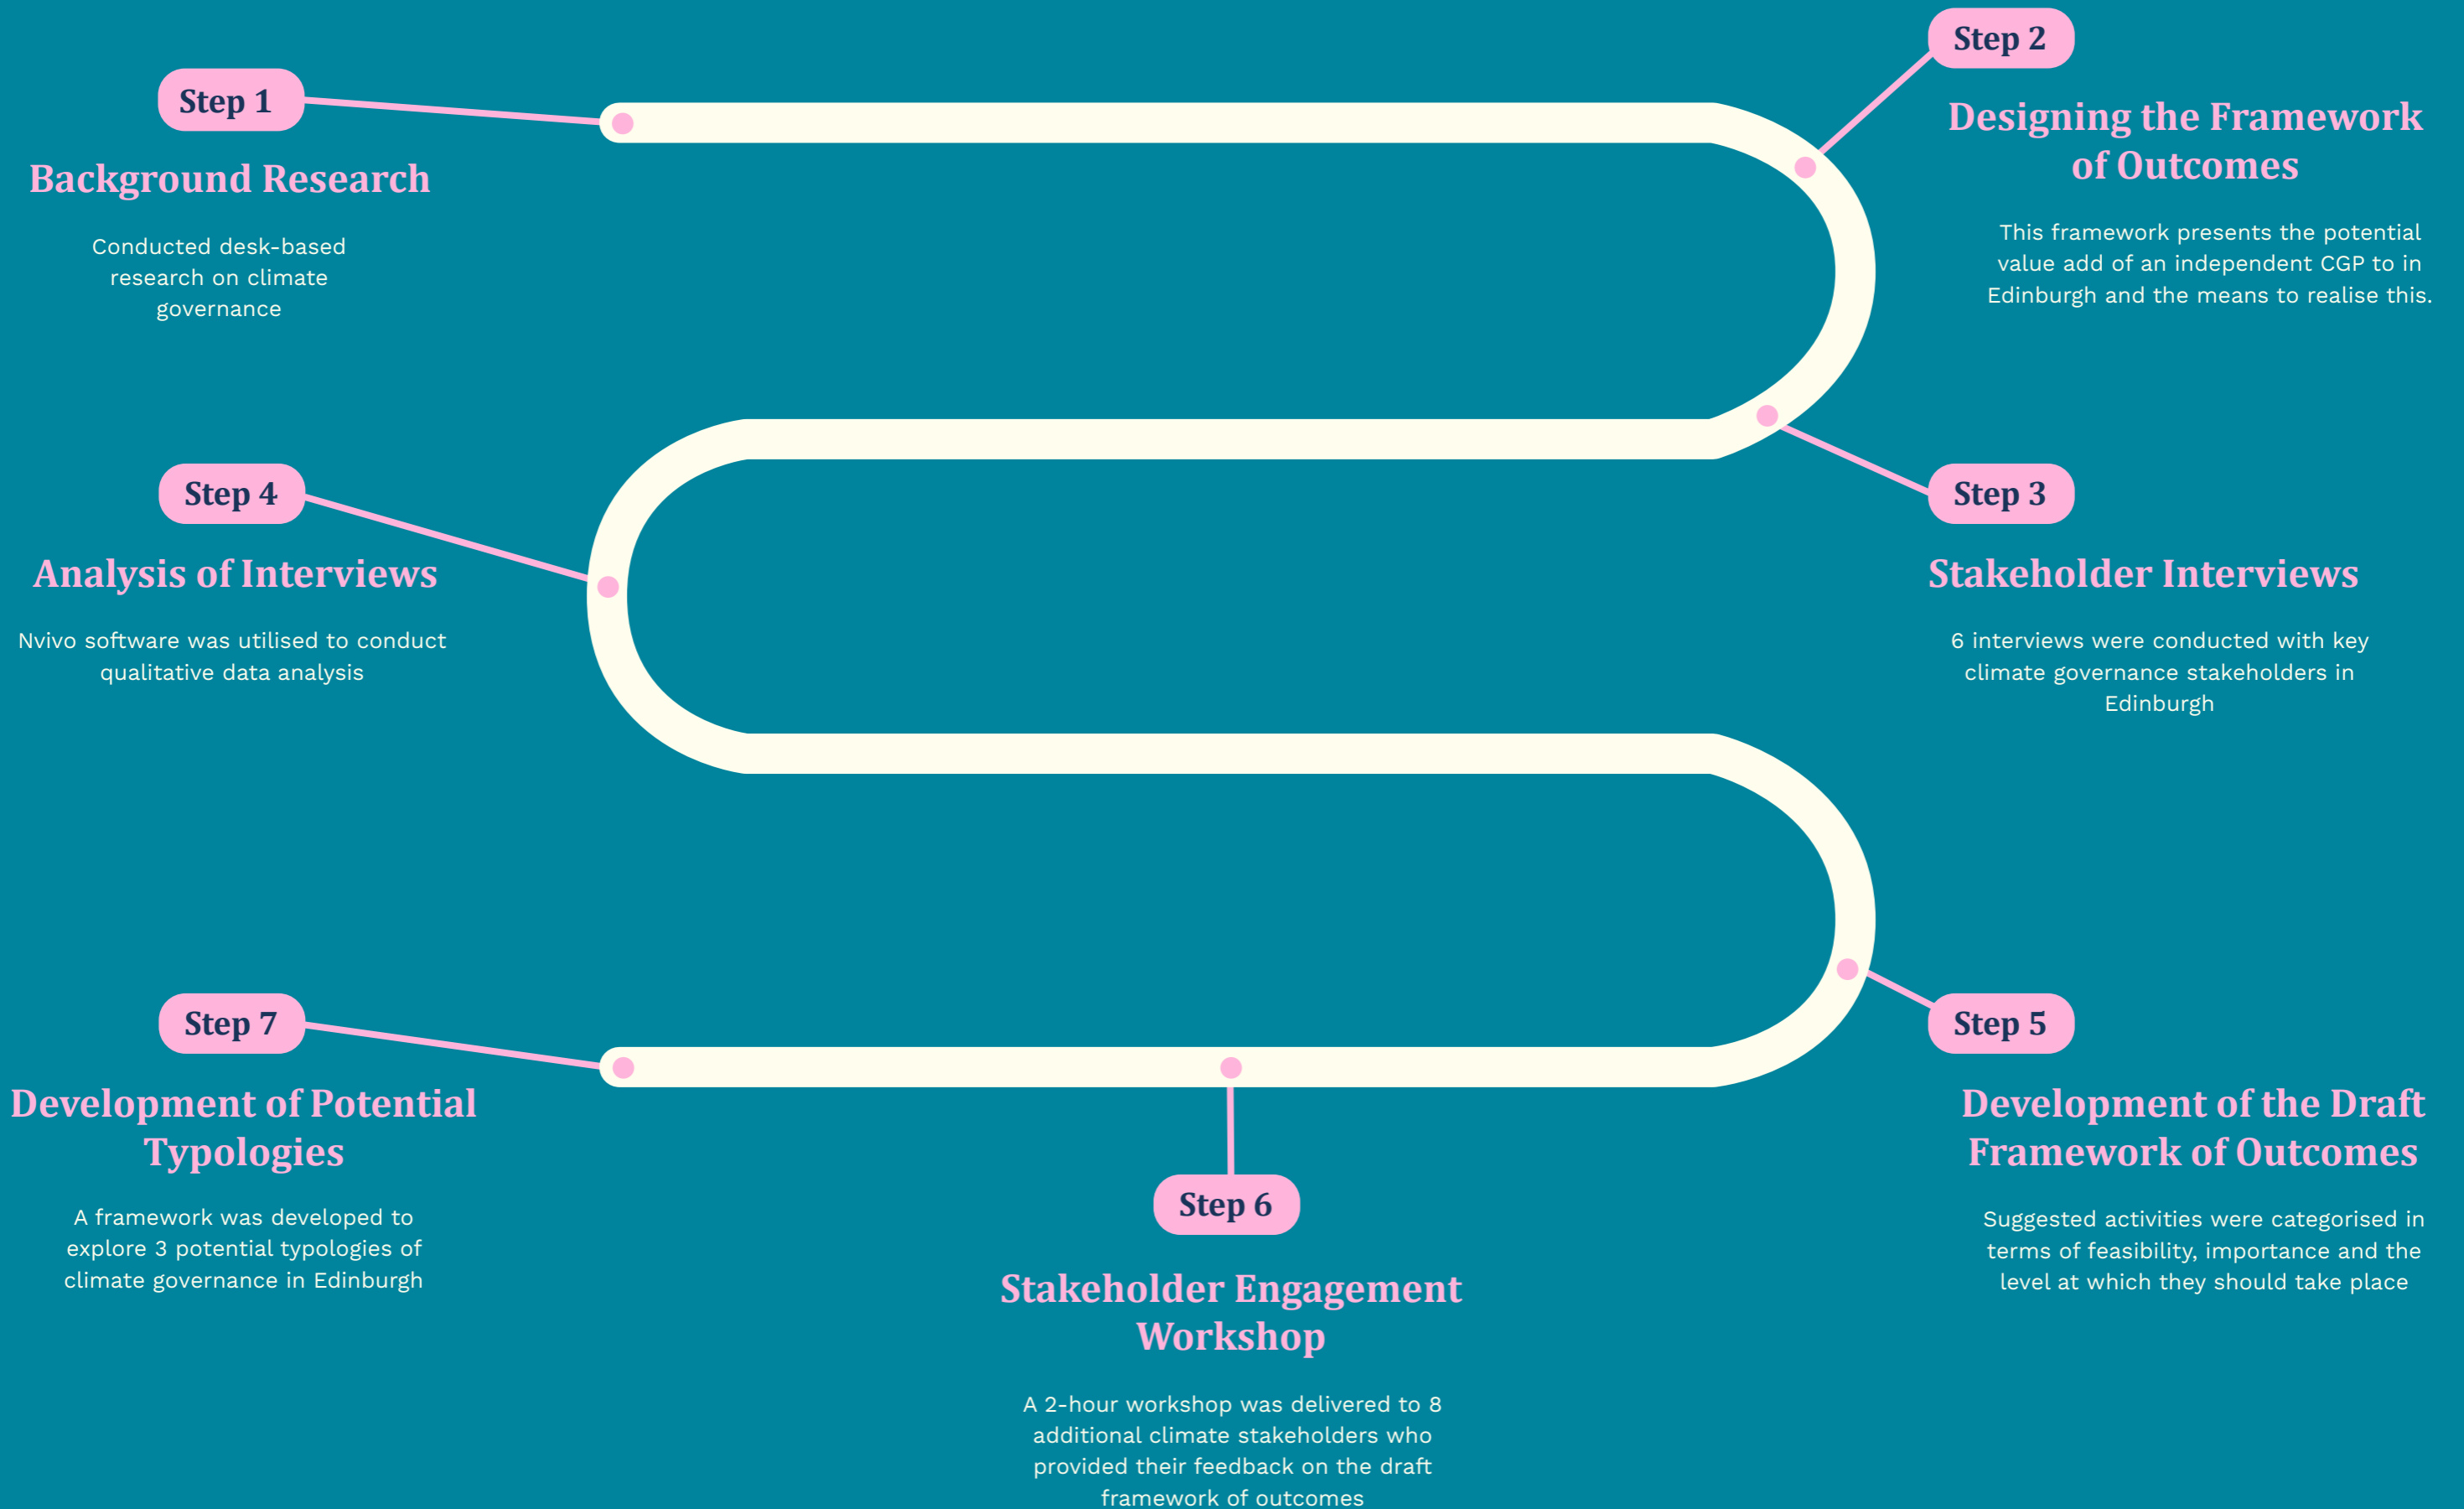 Step 1
Background Research
Conducted desk-based
research on climate
governance
Step 2
Designing the Framework
of Outcomes
This framework presents the potential
value add of an independent CGP to in
Edinburgh and the means to realise this.
Step 3
Stakeholder Interviews
6 interviews were conducted with key
climate governance stakeholders in
Edinburgh
Step 4
Analysis of Interviews
Nvivo software was utilised to conduct
qualitative data analysis
Step 5
Development of the Draft
Framework of Outcomes
Suggested activities were categorised in
terms of feasibility, importance and the
level at which they should take place
Step 6
Stakeholder Engagement
Workshop
A 2-hour workshop was delivered to 8
additional climate stakeholders who
provided their feedback on the draft
framework of outcomes
Step 7
Development of Potential
Typologies
A framework was developed to
explore 3 potential typologies of
climate governance in Edinburgh